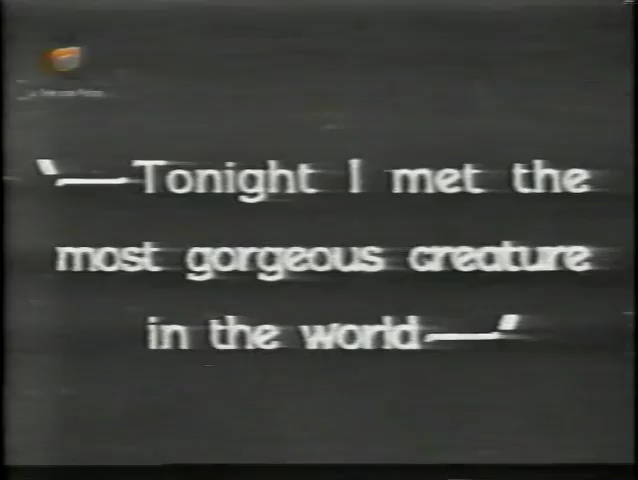 '—Tonight I met the
most gorgeous creature
in the world—'